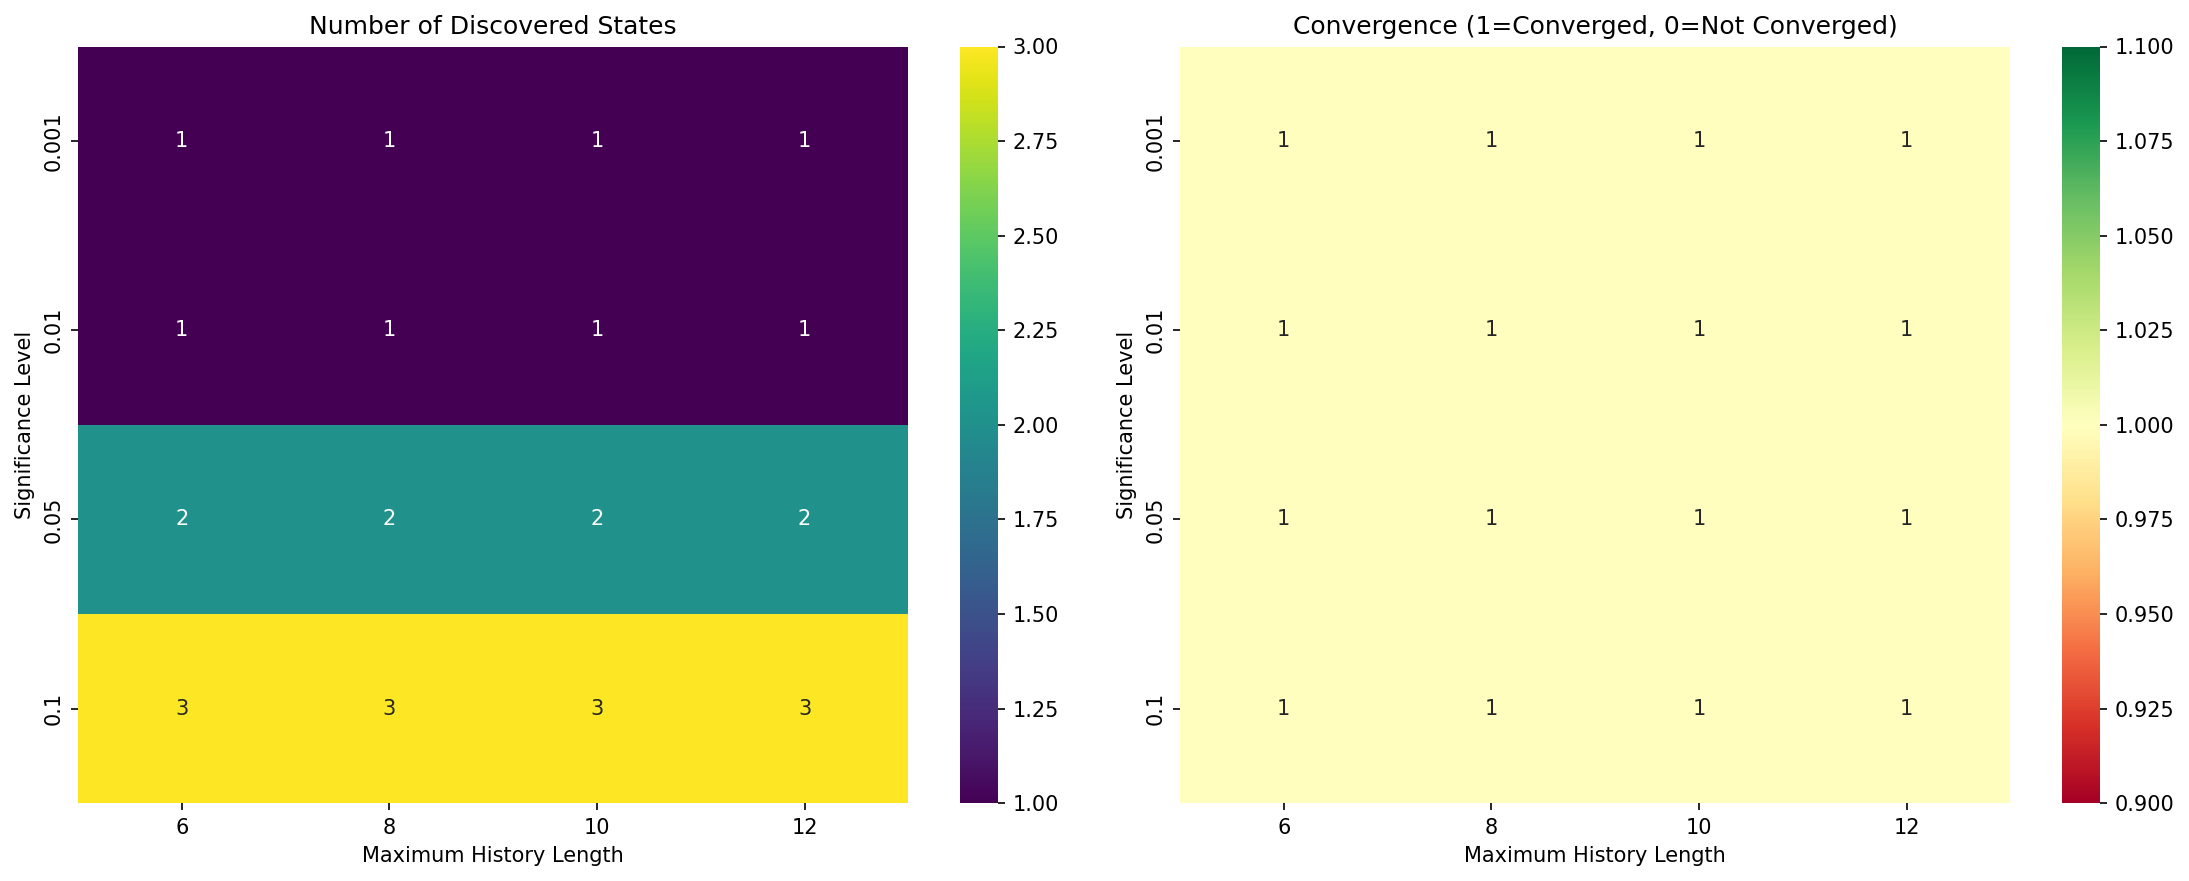 Number of Discovered States
Significance Level
0.001
0.01
0.05
0.1
1 1 1 1
1 1 1 1
2 2 2 2
3 3 3 3
6 8 10 12
Maximum History Length
3.00
2.75
2.50
2.25
2.00
1.75
1.50
1.25
1.00
Convergence (1=Converged, 0=Not Converged)
Significance Level
0.001
0.01
0.05
0.1
1 1 1 1
1 1 1 1
1 1 1 1
1 1 1 1
6 8 10 12
Maximum History Length
1.100
1.075
1.050
1.025
1.000
0.975
0.950
0.925
0.900